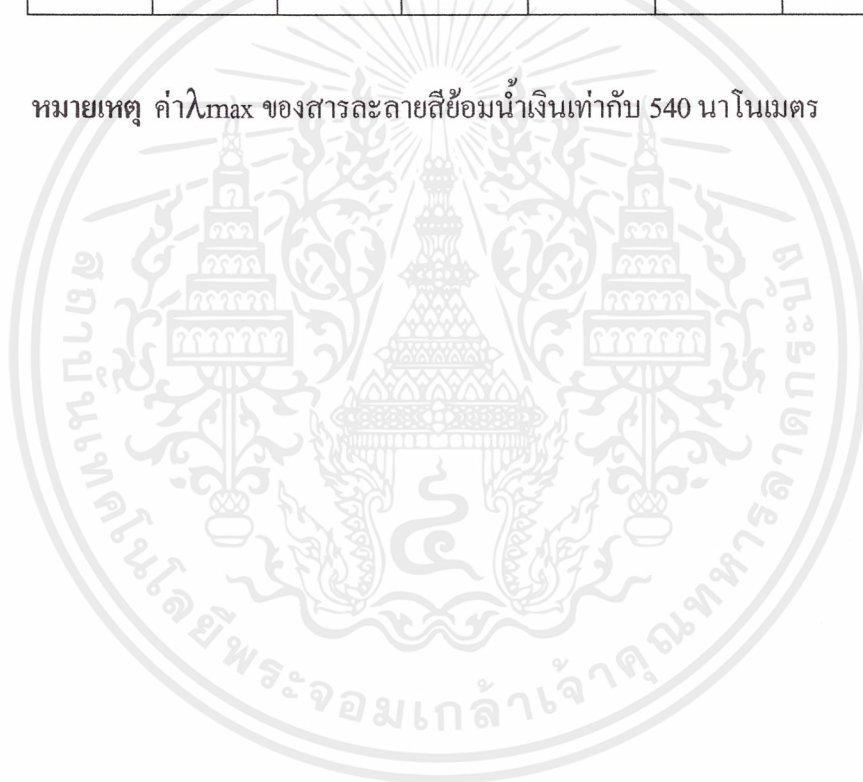 หมายเหตุ ค่าλmax ของสารละลายสีย้อมน้ำเงินเท่ากับ 540 นาโนเมตร
สถาบันเทคโนโลยีพระจอมเกล้าเจ้าคุณทหารลาดกระบัง